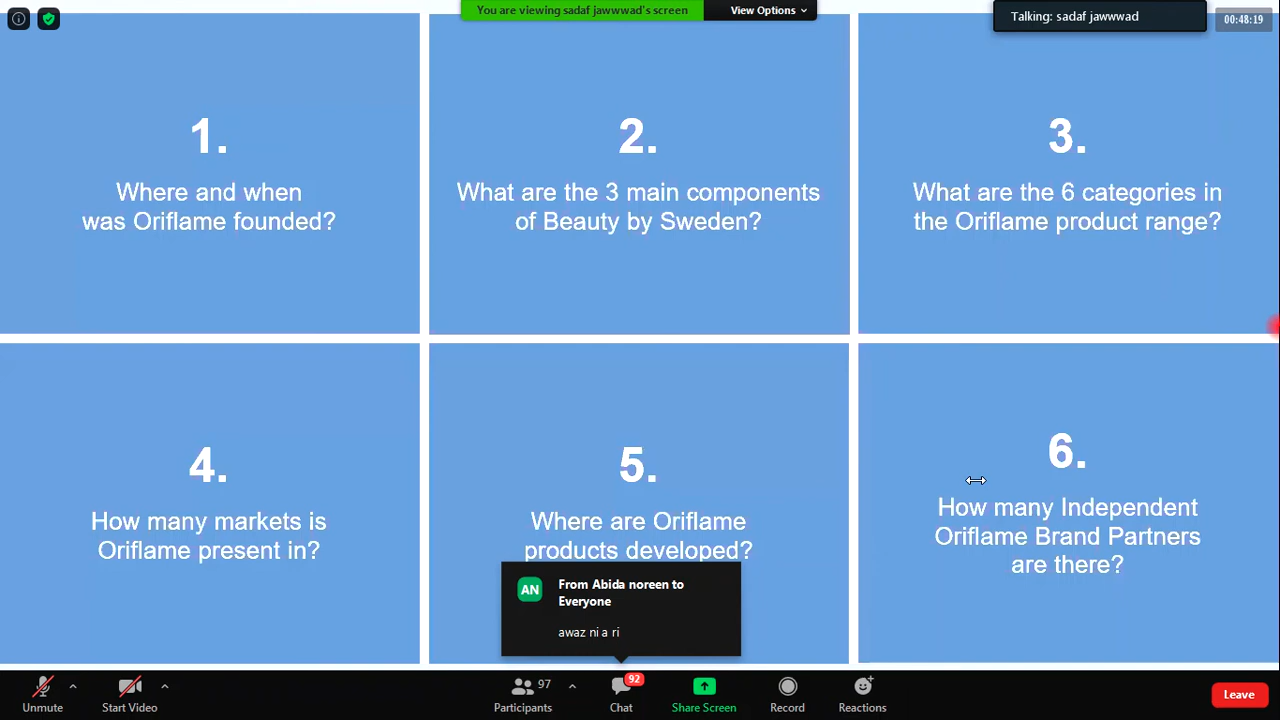 You are viewing sadaf jawwwad's screen
View Options
Talking: sadaf jawwwad
00:48:19
1.
Where and when
was Oriflame founded?
2.
What are the 3 main components
of Beauty by Sweden?
3.
What are the 6 categories in
the Oriflame product range?
4.
How many markets is
Oriflame present in?
5.
Where are Oriflame
products developed?
6.
How many Independent
Oriflame Brand Partners
are there?
AN
From Abida noreen to
Everyone
awaz ni a ri
Unmute
Start Video
97
Participants
92
Chat
Share Screen
Record
Reactions
Leave